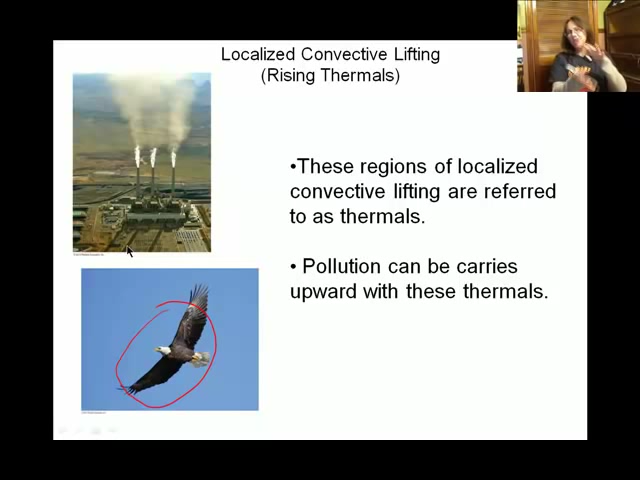 Localized Convective Lifting
(Rising Thermals)
•These regions of localized
convective lifting are referred
to as thermals.
• Pollution can be carries
upward with these thermals.